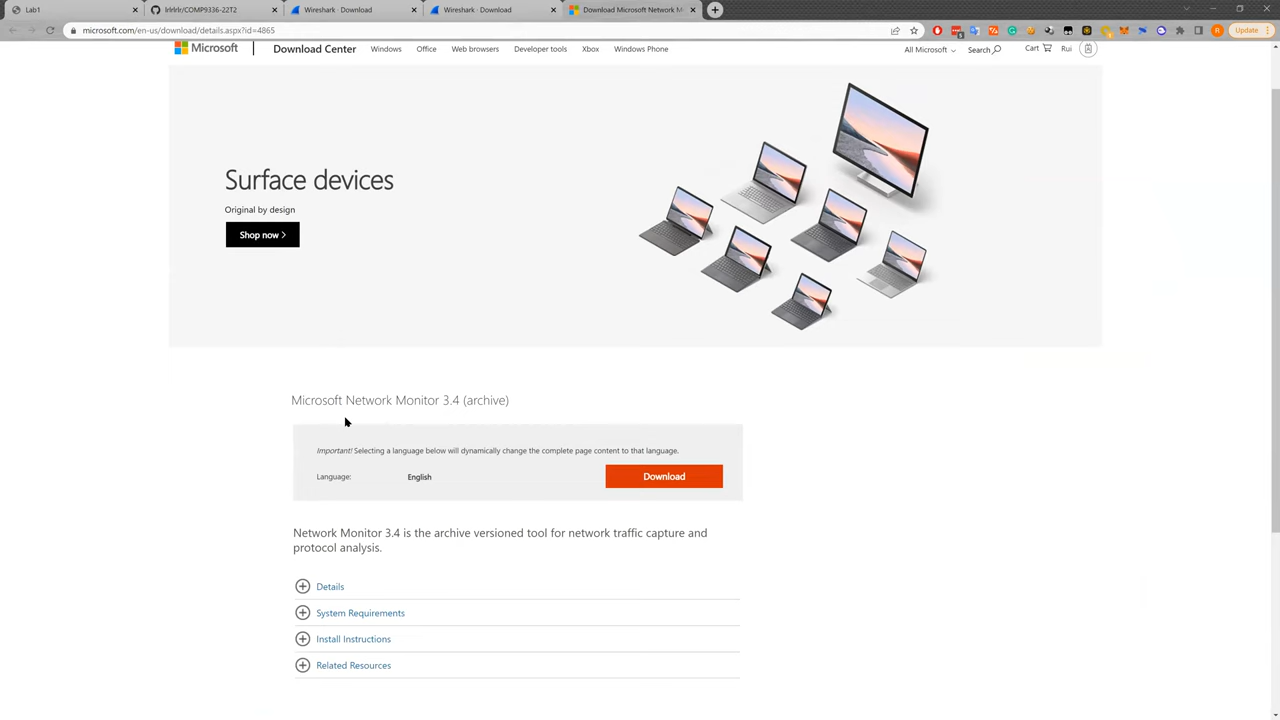 Lab1
lrlrlrlr/COMP9336-22T2
Wireshark · Download
Wireshark · Download
Download Microsoft Network M
microsoft.com/en-us/download/details.aspx?id=4865
Update
Microsoft
Download Center
Windows
Office
Web browsers
Developer tools
Xbox
Windows Phone
All Microsoft
Search
Cart
Rui
Surface devices
Original by design
Shop now
Microsoft Network Monitor 3.4 (archive)
Important! Selecting a language below will dynamically change the complete page content to that language.
Language:
English
Download
Network Monitor 3.4 is the archive versioned tool for network traffic capture and
protocol analysis.
Details
System Requirements
Install Instructions
Related Resources